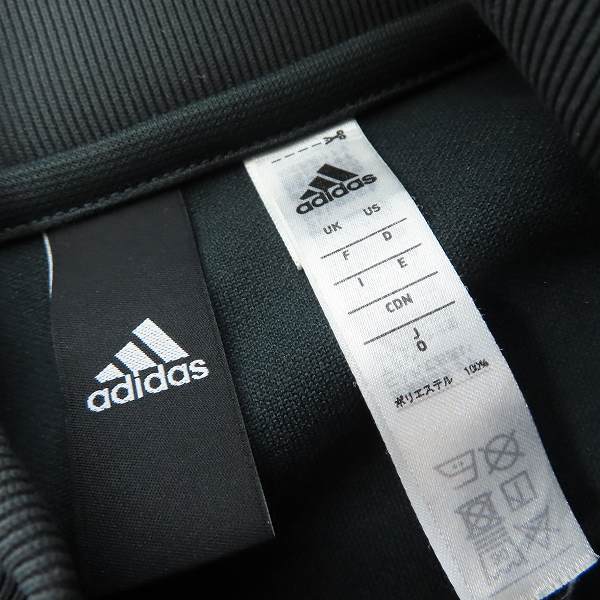 adidas
adidas
UK US
F D
I E
CDN
J
O
ポリエステル 100%